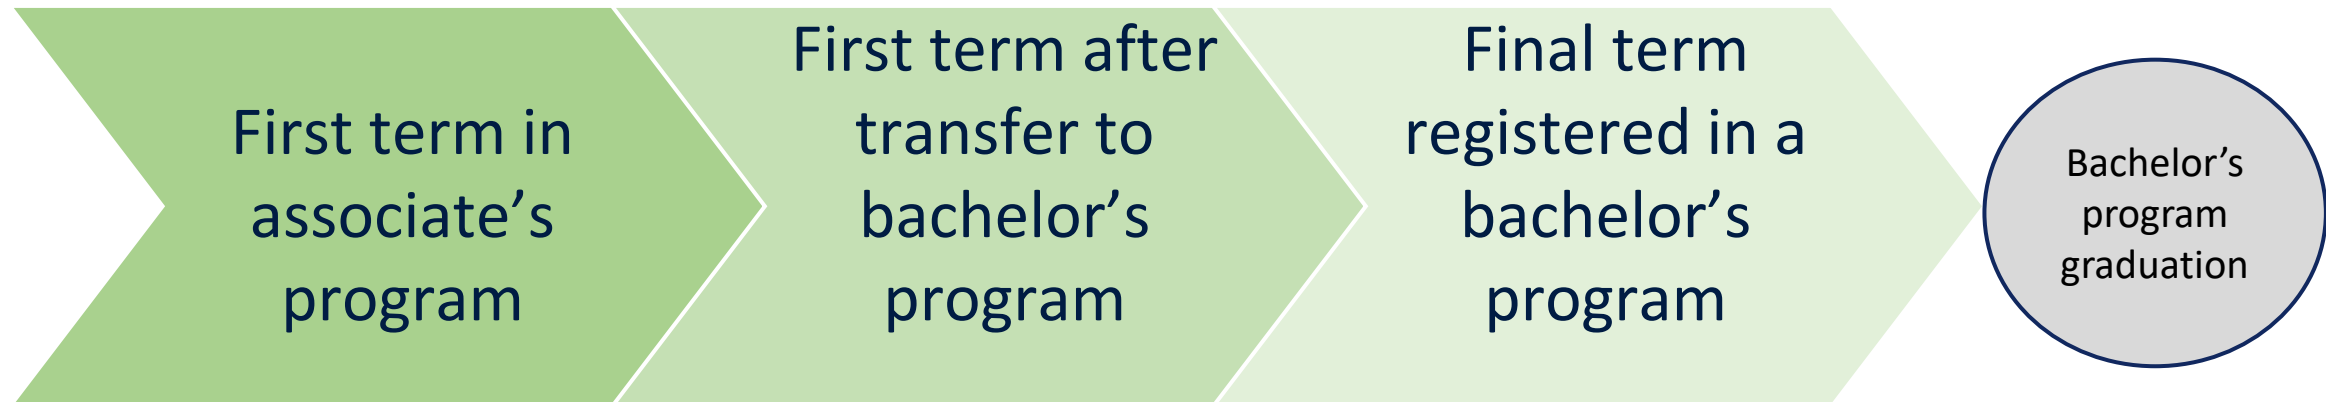 First term in
associate’s
program
First term after
transfer to
bachelor’s
program
Final term
registered in a
bachelor’s
program
Bachelor’s
program
graduation